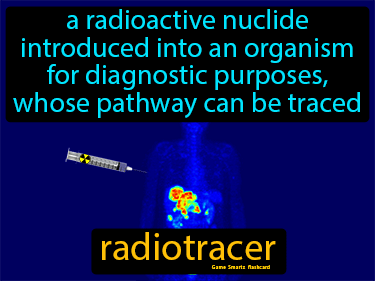 a radioactive nuclide
introduced into an organism
for diagnostic purposes,
whose pathway can be traced
radiotracer
Game Smartz flashcard